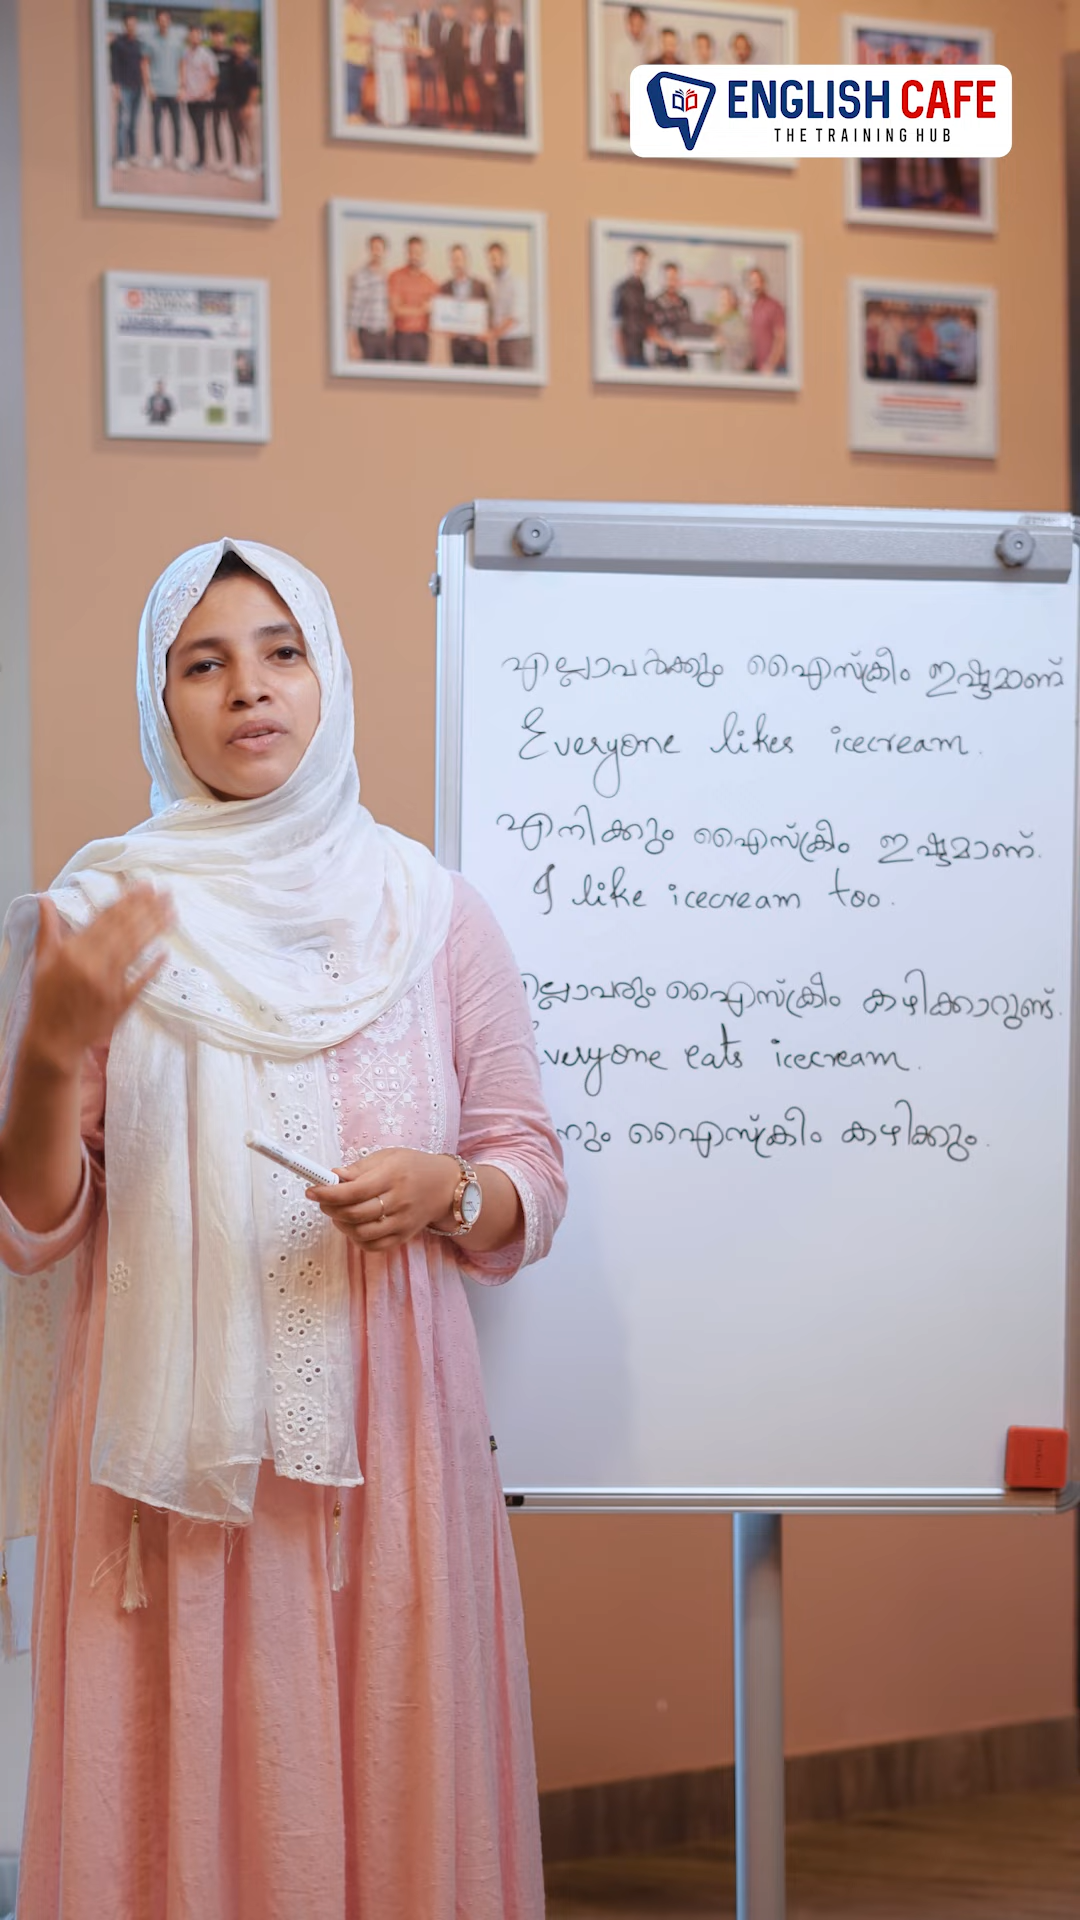 ENGLISH CAFE
THE TRAINING HUB
എല്ലാവർക്കും ഐസ്ക്രീം ഇഷ്ടമാണ്
Everyone likes icecream.
എനിക്കും ഐസ്ക്രീം ഇഷ്ടമാണ്.
I like icecream too.
ല്ലാവരും ഐസ്ക്രീം കഴിക്കാറുണ്ട്.
Everyone eats icecream.
നും ഐസ്ക്രീം കഴിക്കും.